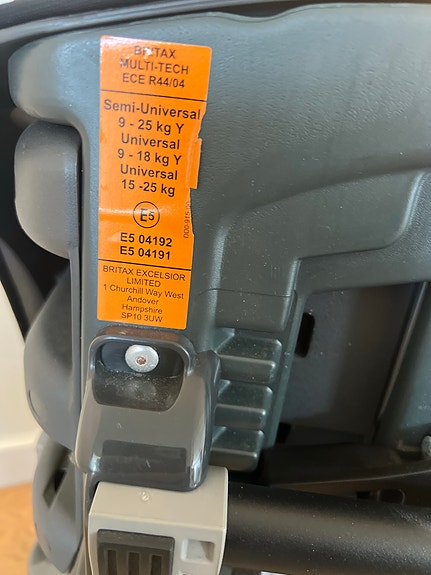 BRITAX
MULTI-TECH
ECE R44/04
Semi-Universal
9 - 25 kg Y
Universal
9 - 18 kg Y
Universal
15 -25 kg
E5
E5 04192
E5 04191
BRITAX EXCELSIOR
LIMITED
1 Churchill Way West
Andover
Hampshire
SP10 3UW